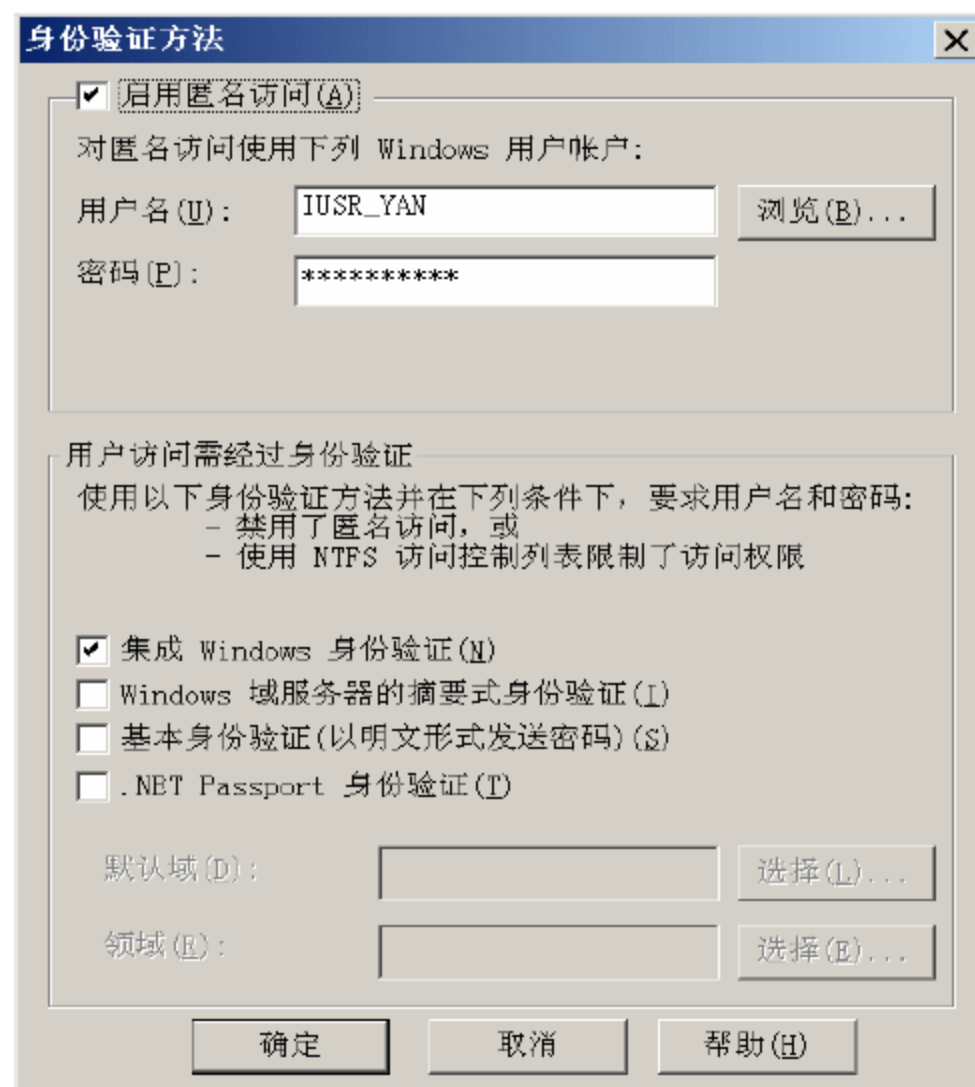 身份验证方法
启用匿名访问(A)
对匿名访问使用下列 Windows 用户帐户:
用户名(U):
IUSR_YAN
浏览(B)...
密码(P):
**********
用户访问需经过身份验证
使用以下身份验证方法并在下列条件下，要求用户名和密码:
- 禁用了匿名访问，或
- 使用 NTFS 访问控制列表限制了访问权限
集成 Windows 身份验证(N)
Windows 域服务器的摘要式身份验证(I)
基本身份验证(以明文形式发送密码)(S)
.NET Passport 身份验证(T)
默认域(D):
选择(L)...
领域(R):
选择(E)...
确定
取消
帮助(H)